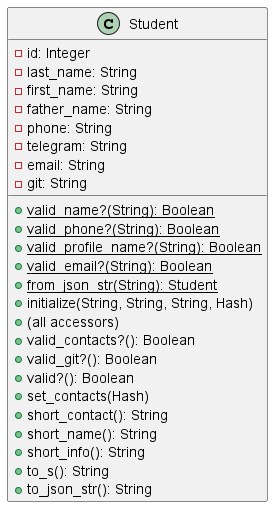 C Student
id: Integer
last_name: String
first_name: String
father_name: String
phone: String
telegram: String
email: String
git: String
valid_name?(String): Boolean
valid_phone?(String): Boolean
valid_profile_name?(String): Boolean
valid_email?(String): Boolean
from_json_str(String): Student
initialize(String, String, String, Hash)
(all accessors)
valid_contacts?(): Boolean
valid_git?(): Boolean
valid?(): Boolean
set_contacts(Hash)
short_contact(): String
short_name(): String
short_info(): String
to_s(): String
to_json_str(): String